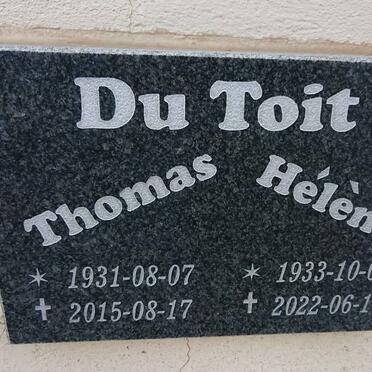 Du Toit
Thomas Hélèn
* 1931-08-07 * 1933-10-0
✝ 2015-08-17 ✝ 2022-06-1